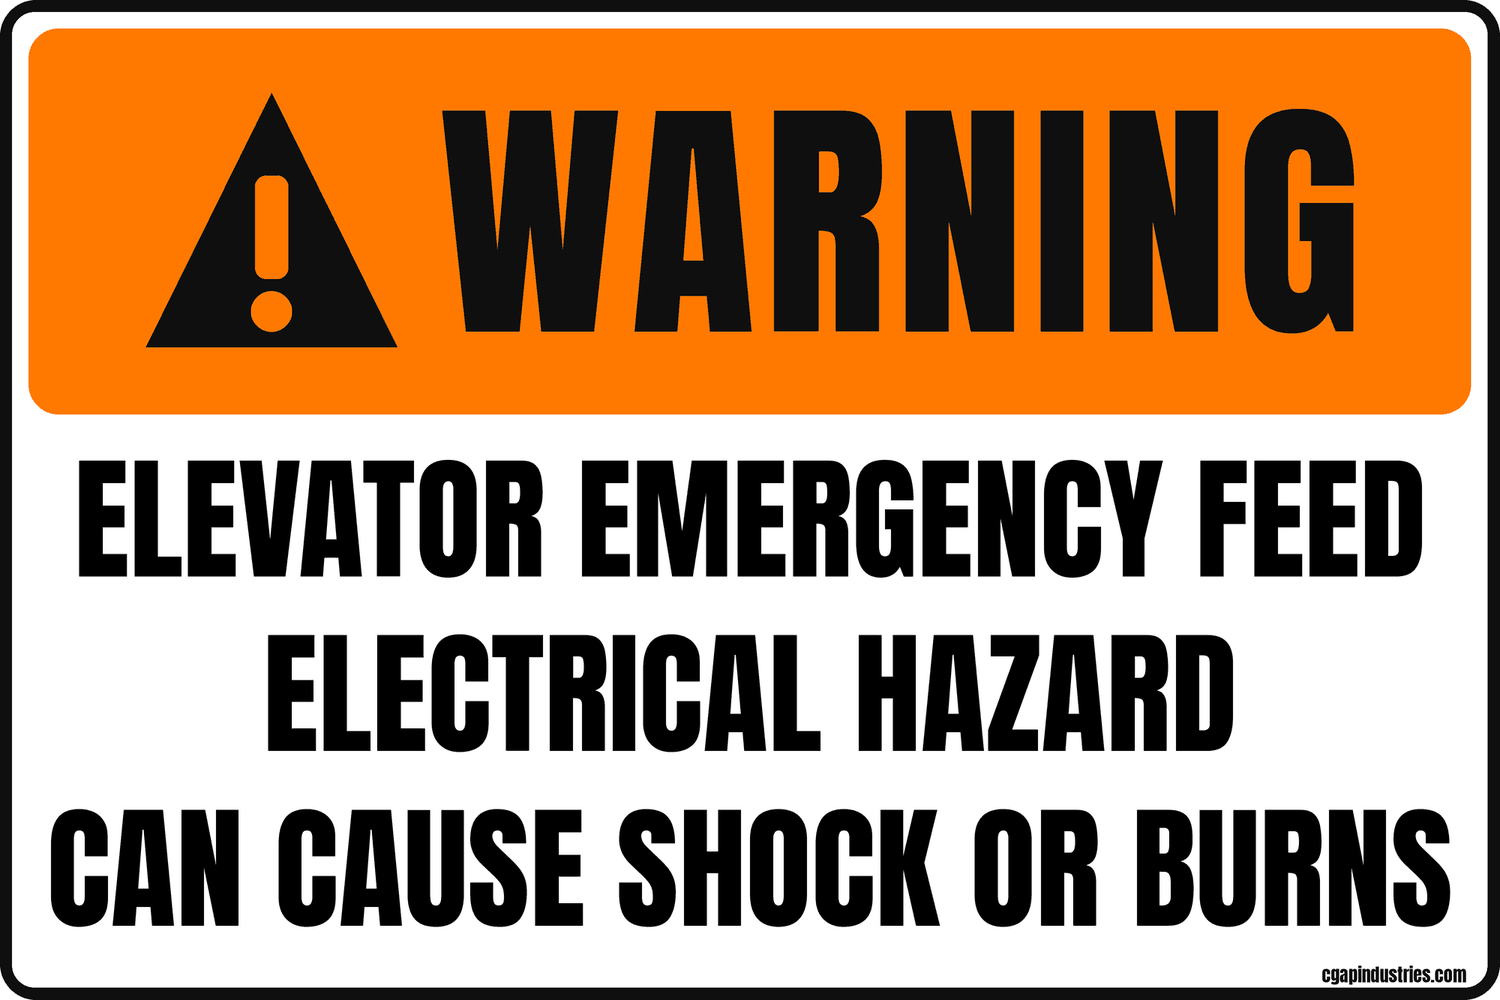 WARNING
ELEVATOR EMERGENCY FEED
ELECTRICAL HAZARD
CAN CAUSE SHOCK OR BURNS
cgapindustries.com